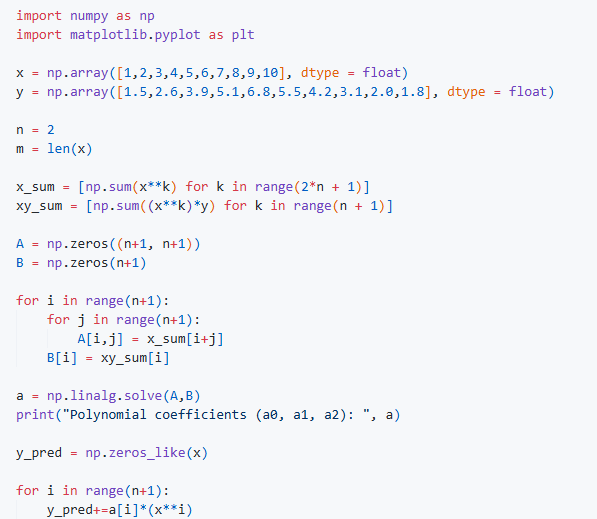 import numpy as np
import matplotlib.pyplot as plt

x = np.array([1,2,3,4,5,6,7,8,9,10], dtype = float)
y = np.array([1.5,2.6,3.9,5.1,6.8,5.5,4.2,3.1,2.0,1.8], dtype = float)

n = 2
m = len(x)

x_sum = [np.sum(x**k) for k in range(2*n + 1)]
xy_sum = [np.sum((x**k)*y) for k in range(n + 1)]

A = np.zeros((n+1, n+1))
B = np.zeros(n+1)

for i in range(n+1):
    for j in range(n+1):
        A[i,j] = x_sum[i+j]
    B[i] = xy_sum[i]

a = np.linalg.solve(A,B)
print("Polynomial coefficients (a0, a1, a2): ", a)

y_pred = np.zeros_like(x)

for i in range(n+1):
    y_pred+=a[i]*(x**i)